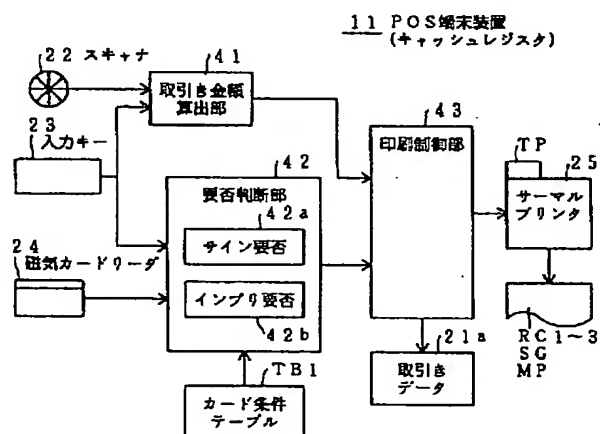 11 POS端末装置
(キャッシュレジスタ)
22 スキャナ
41
取引き金額
算出部
23
入力キー
43
印刷制御部
TP
25
サーマル
プリンタ
42
要否判断部
42a
サイン要否
インプリ要否
42b
24
磁気カードリーダ
RC1~3
SG
MP
21a
取引き
データ
TB1
カード条件
テーブル